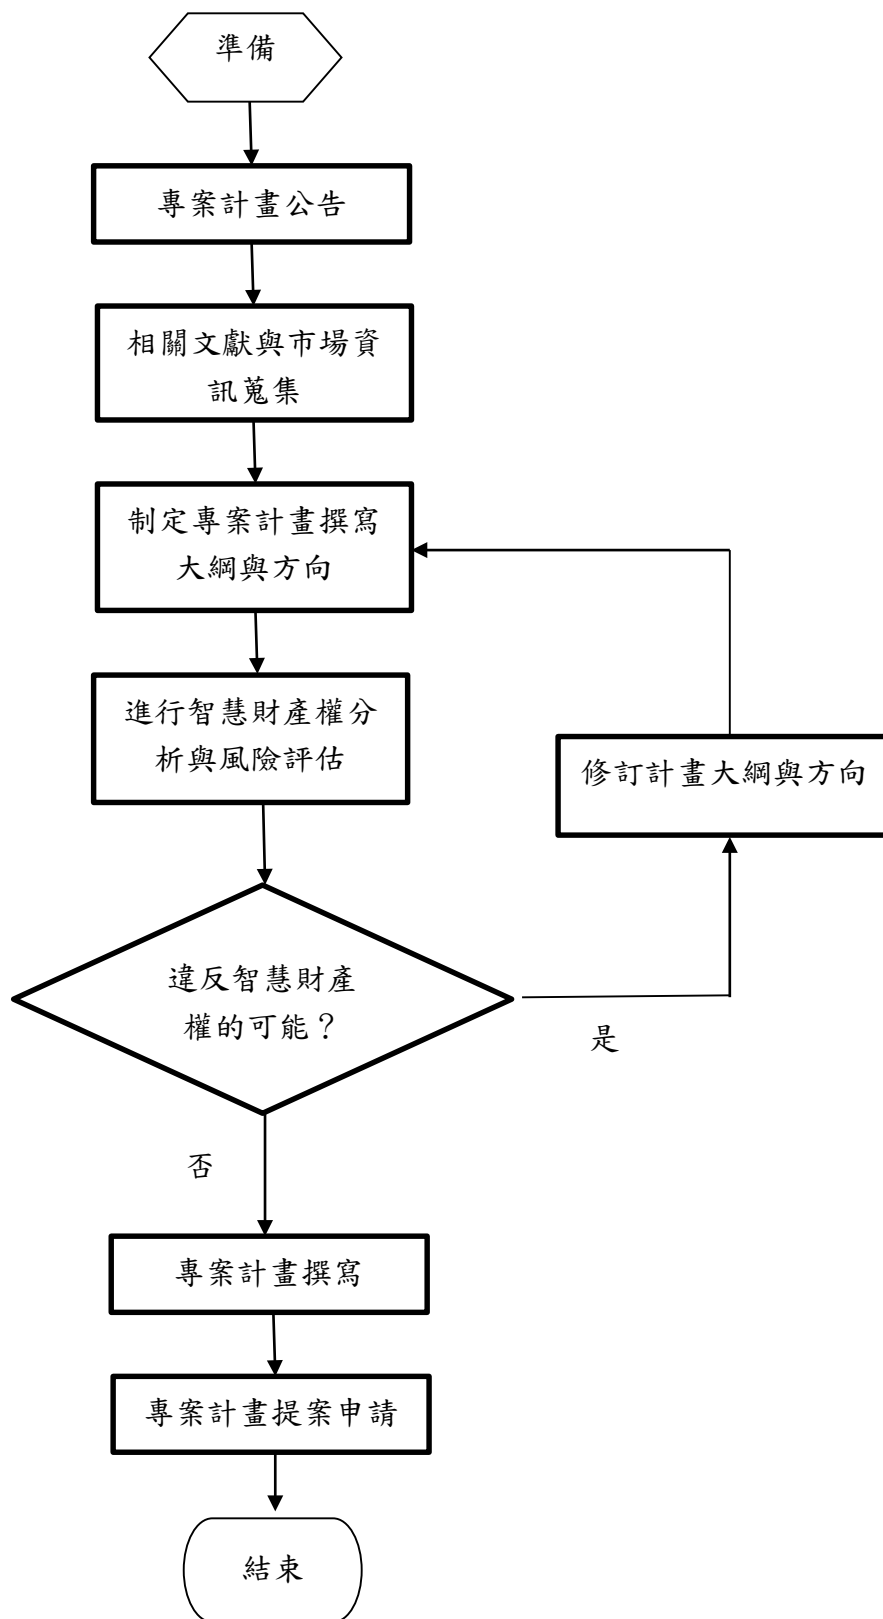 準備
專案計畫公告
相關文獻與市場資
訊蒐集
制定專案計畫撰寫
大綱與方向
進行智慧財產權分
析與風險評估
修訂計畫大綱與方向
違反智慧財產
權的可能？
是
否
專案計畫撰寫
專案計畫提案申請
結束